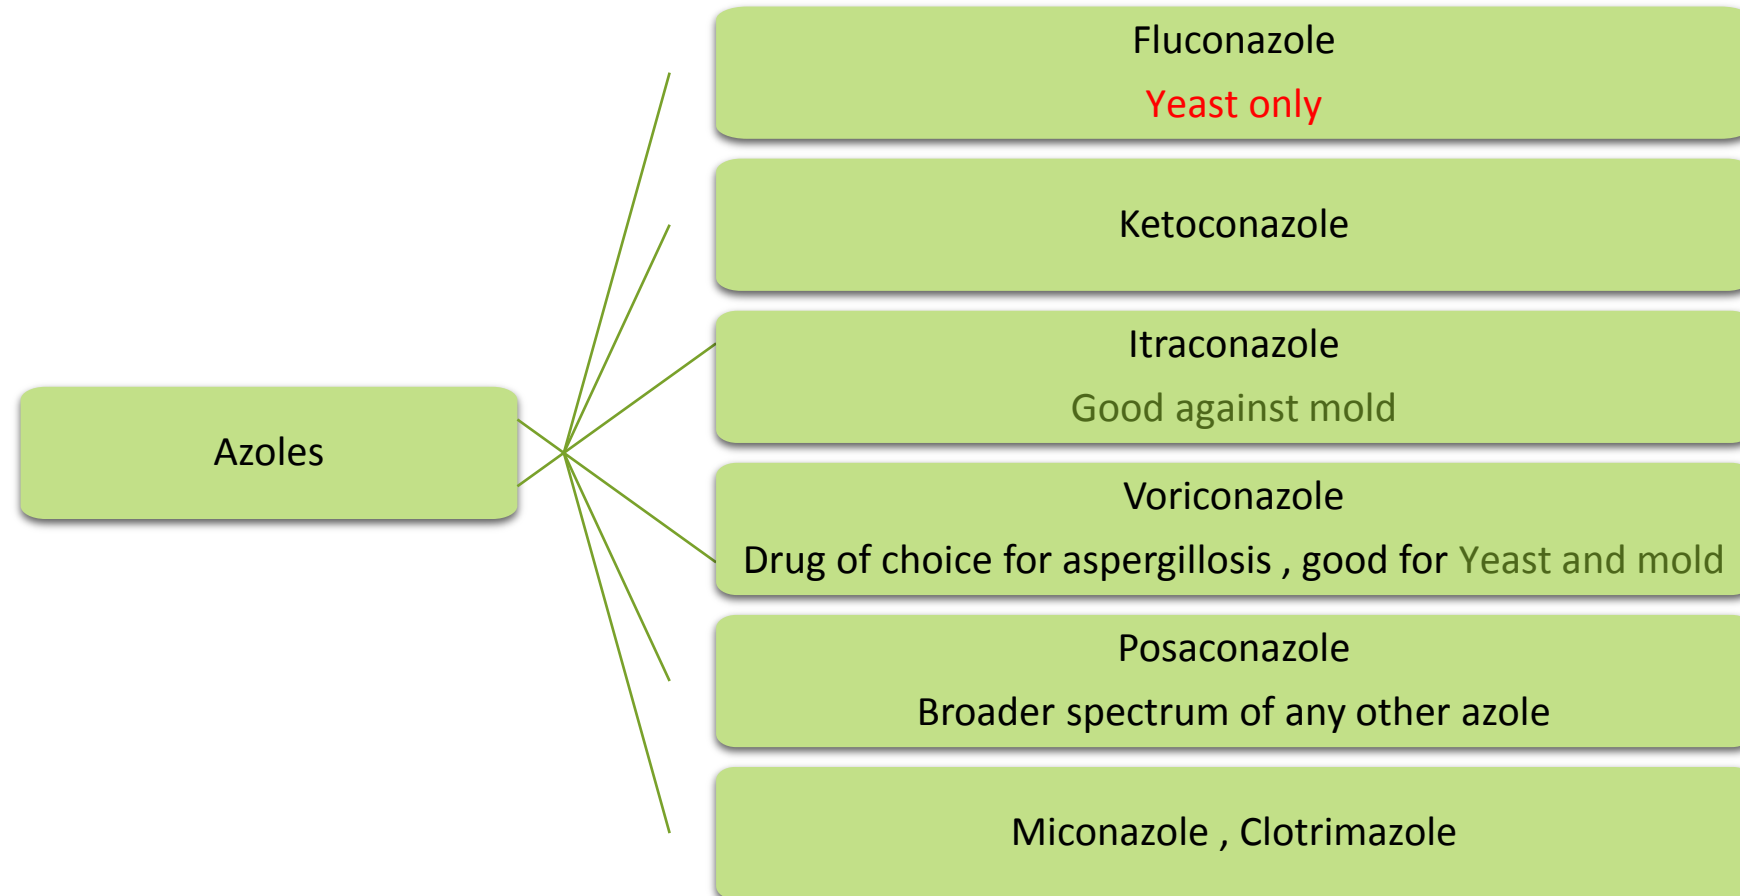 Fluconazole
Yeast only
Ketoconazole
Itraconazole
Good against mold
Azoles
Voriconazole
Drug of choice for aspergillosis , good for Yeast and mold
Posaconazole
Broader spectrum of any other azole
Miconazole , Clotrimazole